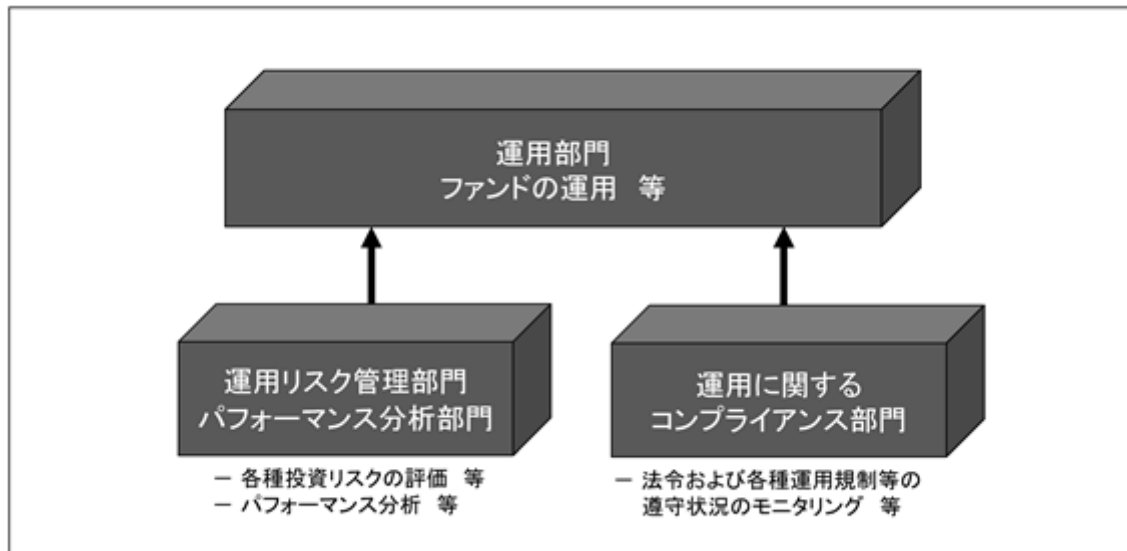 運用部門
ファンドの運用 等
運用リスク管理部門
パフォーマンス分析部門
運用に関する
コンプライアンス部門
― 各種投資リスクの評価 等
― パフォーマンス分析 等
― 法令および各種運用規制等の
遵守状況のモニタリング 等